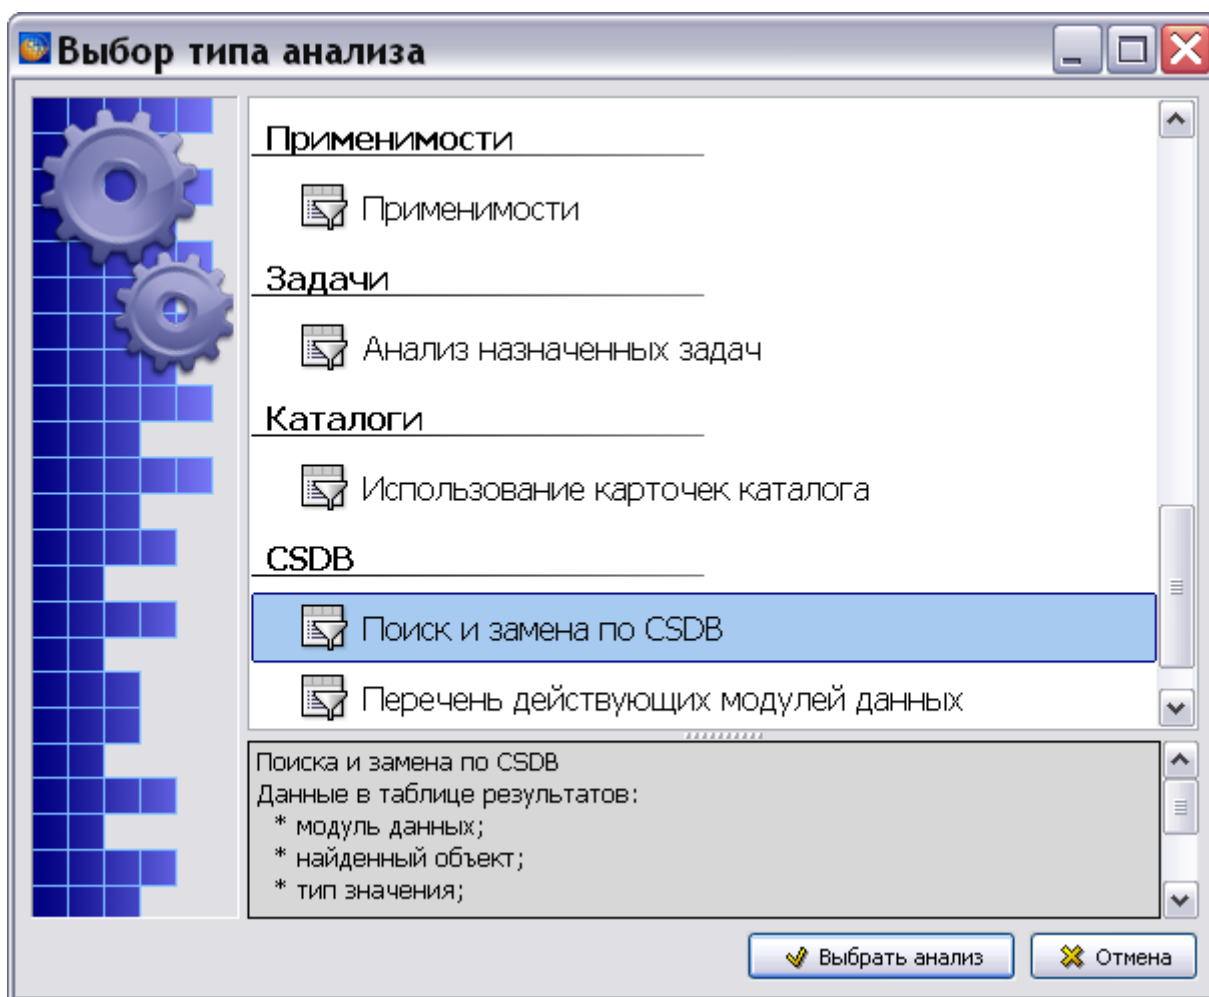 Выбор типа анализа
Применимости
Применимости
Задачи
Анализ назначенных задач
Каталоги
Использование карточек каталога
CSDB
Поиск и замена по CSDB
Перечень действующих модулей данных
Поиска и замена по CSDB
Данные в таблице результатов:
* модуль данных;
* найденный объект;
* тип значения;
Выбрать анализ
Отмена